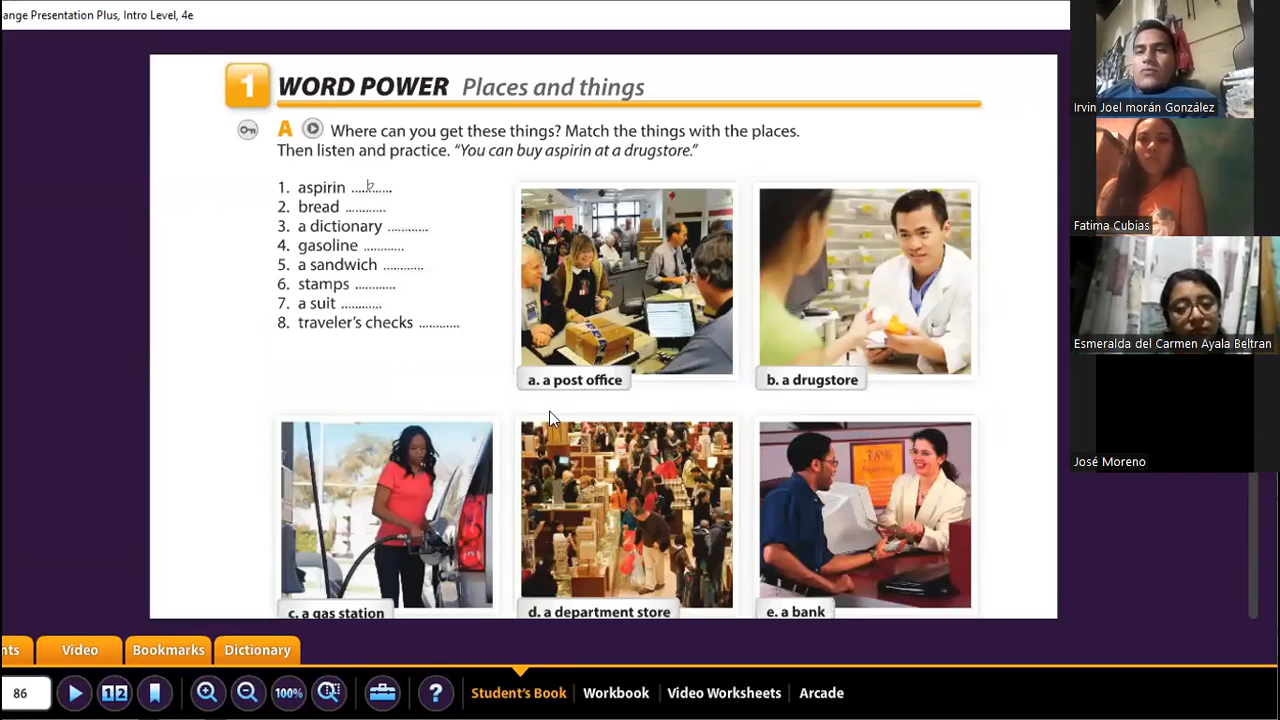 ange Presentation Plus, Intro Level, 4e
1 WORD POWER Places and things
A Where can you get these things? Match the things with the places.
Then listen and practice. "You can buy aspirin at a drugstore."
1. aspirin .....b......
2. bread ............
3. a dictionary ............
4. gasoline ............
5. a sandwich ............
6. stamps ............
7. a suit ............
8. traveler's checks ............
a. a post office
b. a drugstore
c. a gas station
d. a department store
e. a bank
Irvin Joel morán González
Fatima Cubias
Esmeralda del Carmen Ayala Beltran
José Moreno
nts Video Bookmarks Dictionary
86 1 2 100% ? Student's Book Workbook Video Worksheets Arcade